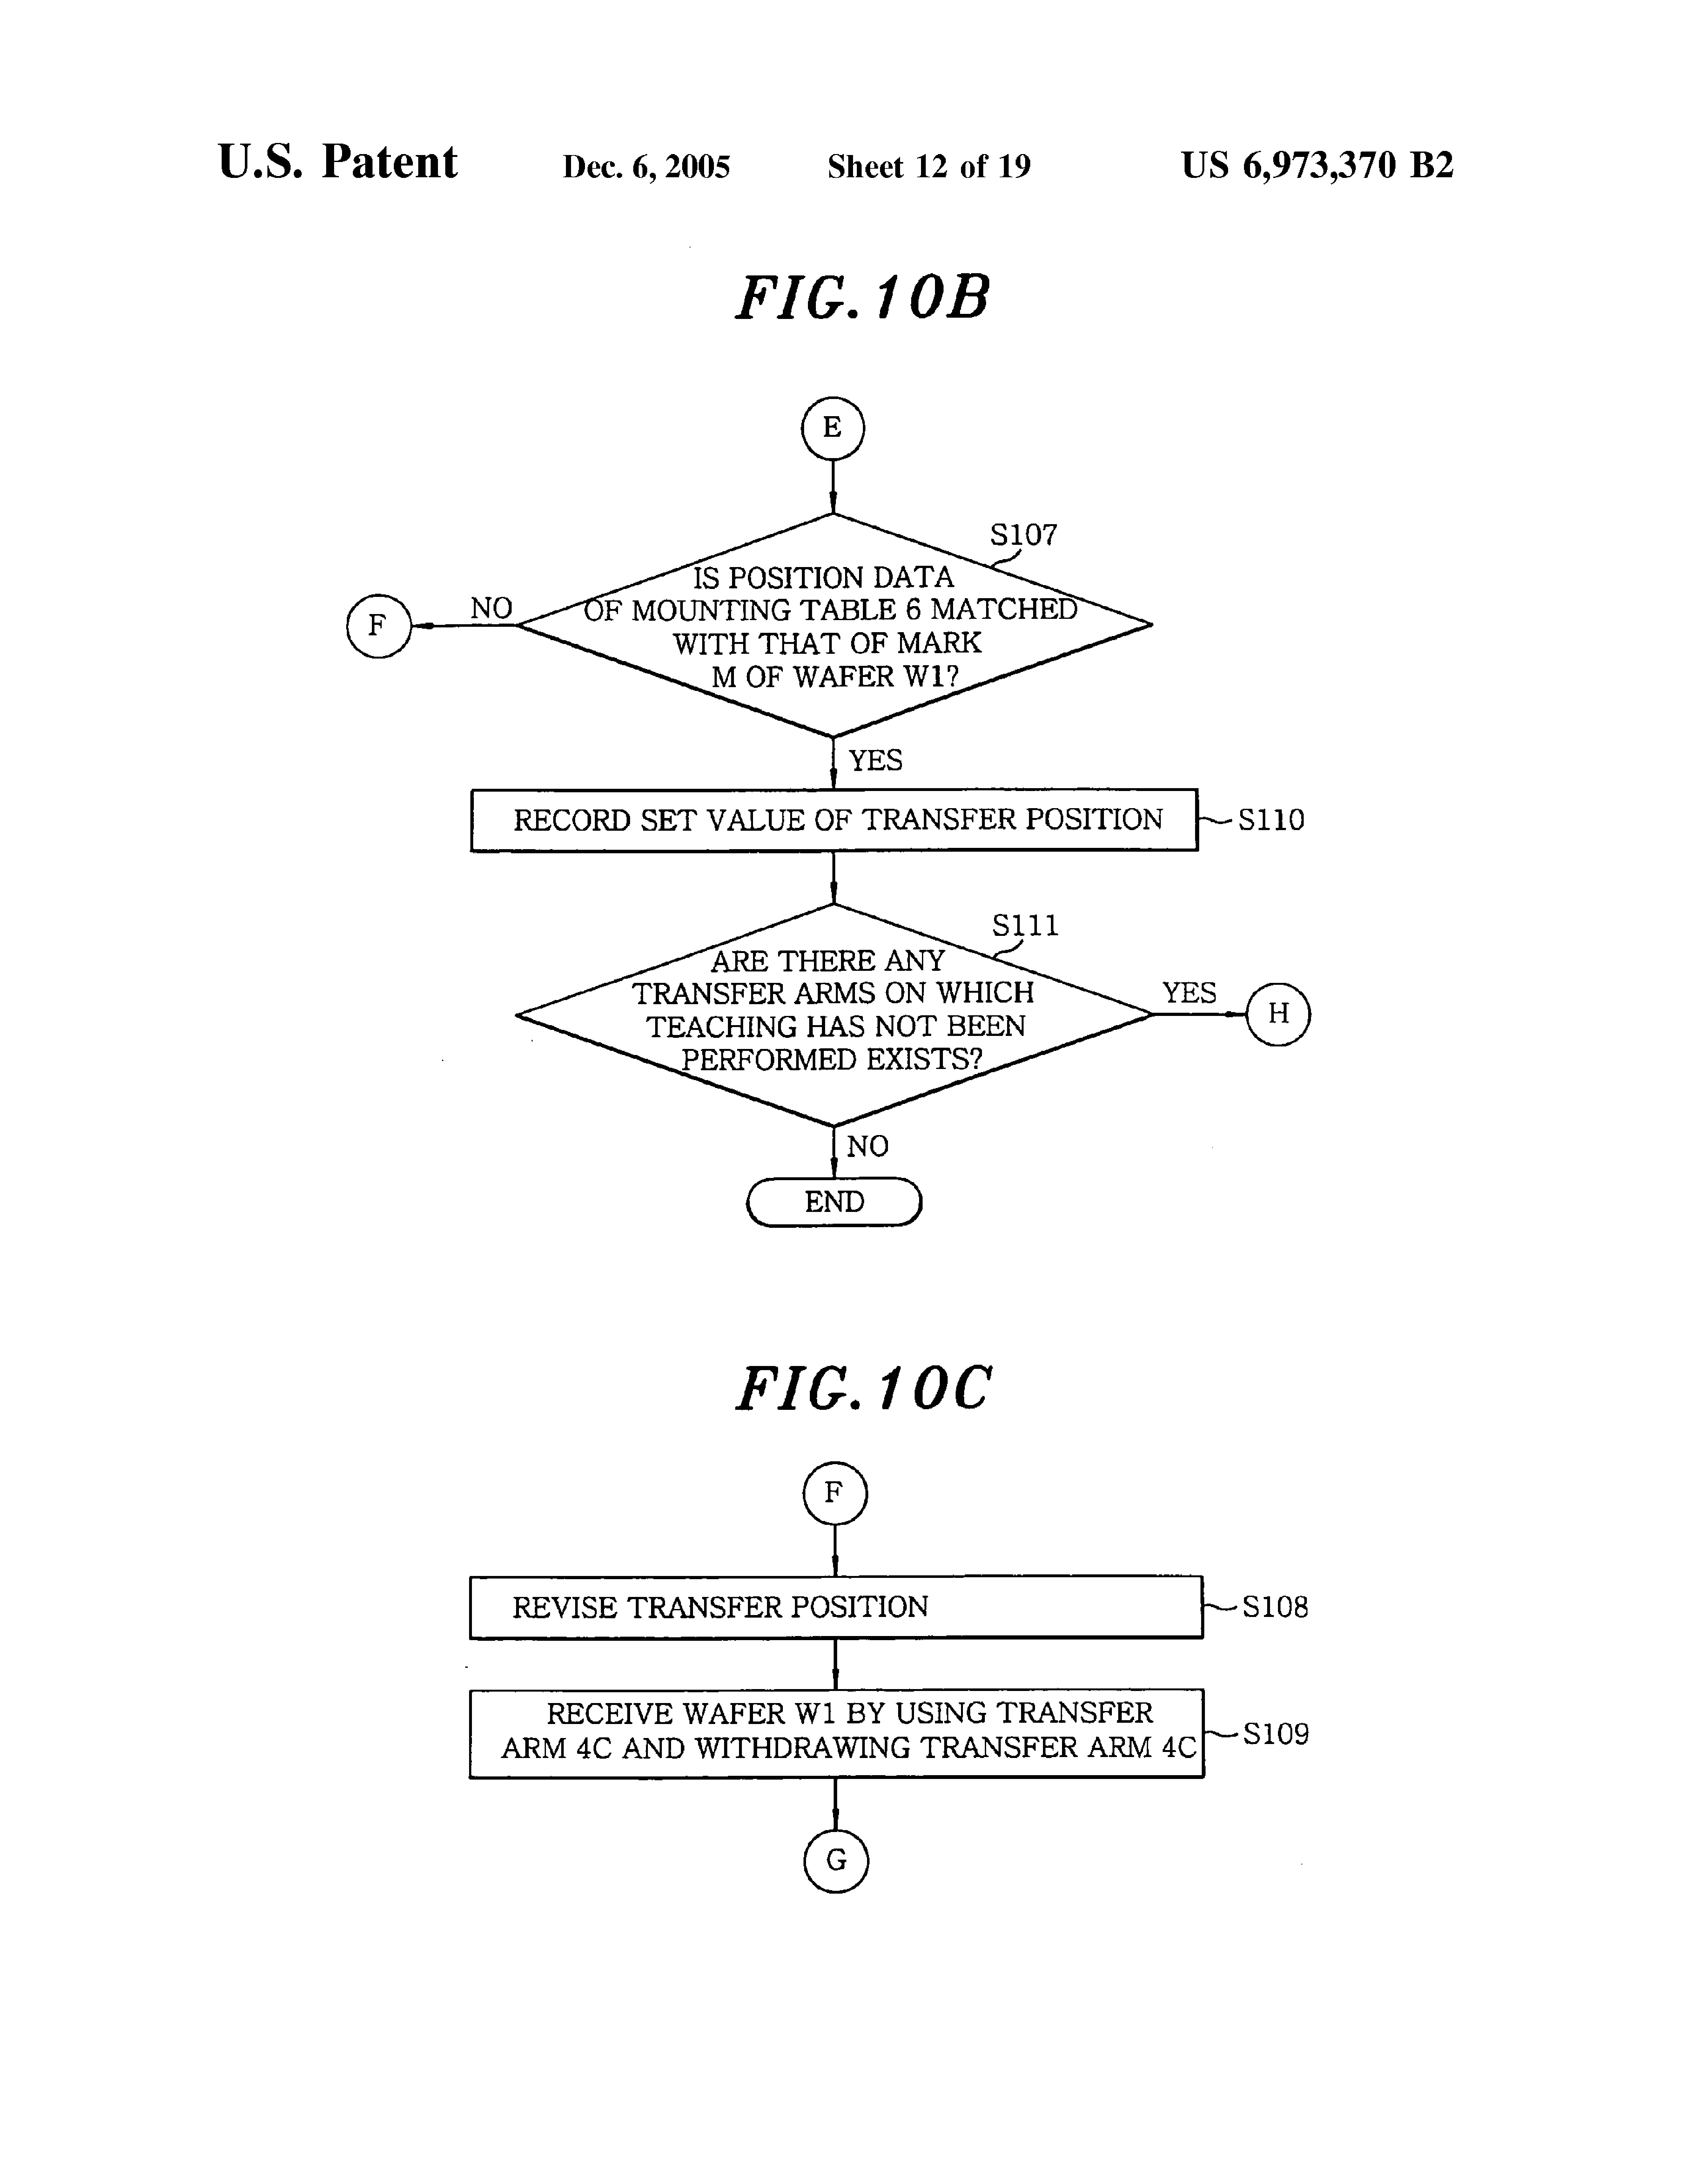 U.S. Patent Dec. 6, 2005 Sheet 12 of 19 US 6,973,370 B2
FIG. 10B
E
S107
IS POSITION DATA
OF MOUNTING TABLE 6 MATCHED
WITH THAT OF MARK
M OF WAFER W1?
NO
F
YES
RECORD SET VALUE OF TRANSFER POSITION
S110
S111
ARE THERE ANY
TRANSFER ARMS ON WHICH
TEACHING HAS NOT BEEN
PERFORMED EXISTS?
YES
H
NO
END
FIG. 10C
F
REVISE TRANSFER POSITION
S108
RECEIVE WAFER W1 BY USING TRANSFER
ARM 4C AND WITHDRAWING TRANSFER ARM 4C
S109
G